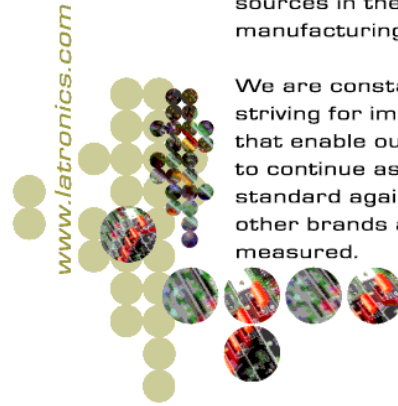 sources in the
manufacturing
We are consta
striving for im
that enable ou
to continue as
standard agai
other brands a
measured.
www.latronics.com